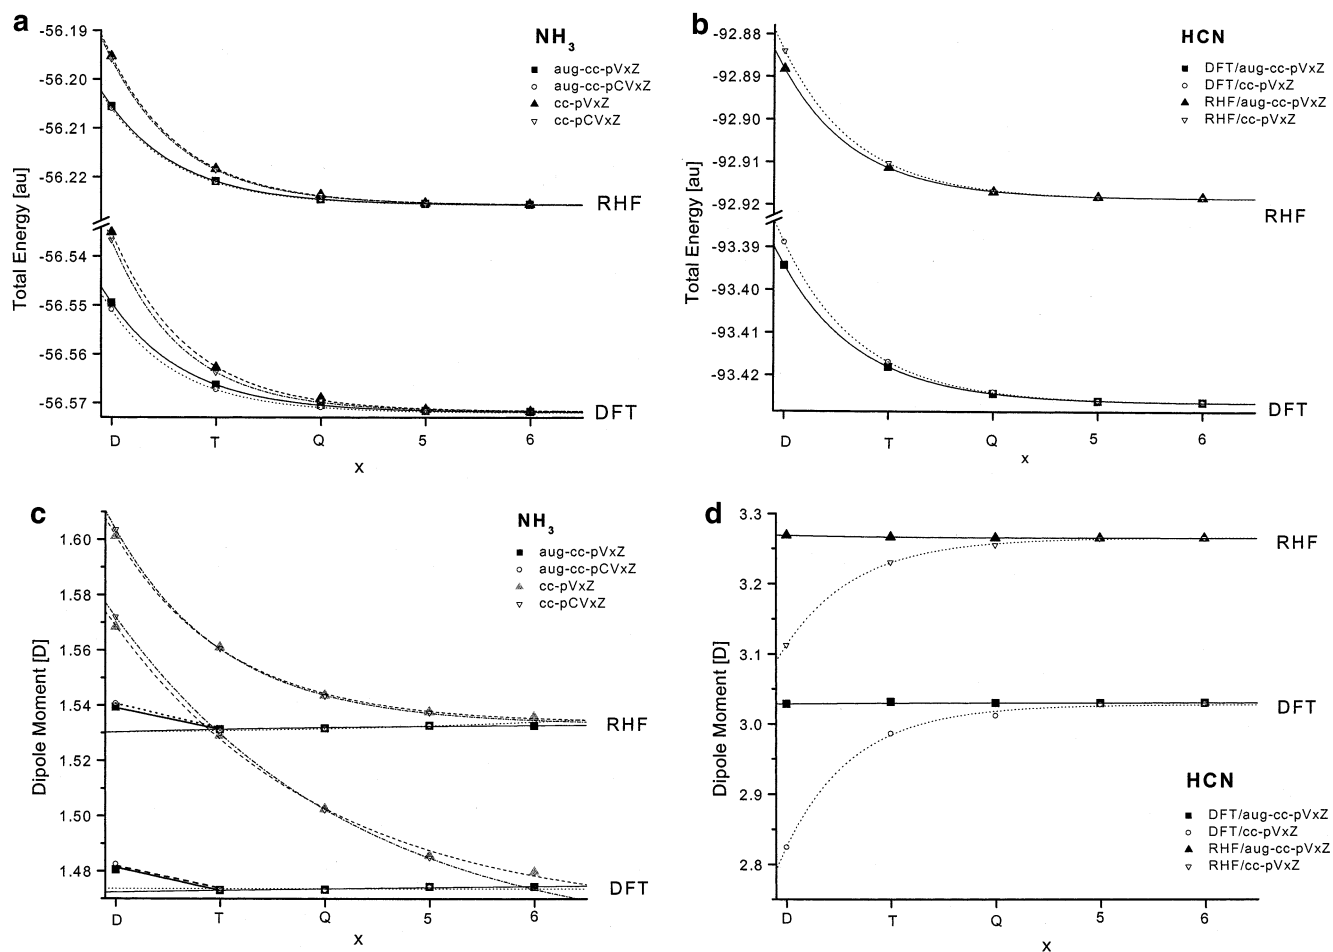 a
NH3
aug-cc-pVxZ
aug-cc-pCVxZ
cc-pVxZ
cc-pCVxZ
Total Energy [au]
-56.19
-56.20
-56.21
-56.22
-56.54
-56.55
-56.56
-56.57
RHF
DFT
D T Q 5 6
x
b
HCN
DFT/aug-cc-pVxZ
DFT/cc-pVxZ
RHF/aug-cc-pVxZ
RHF/cc-pVxZ
Total Energy [au]
-92.88
-92.89
-92.90
-92.91
-92.92
-93.39
-93.40
-93.41
-93.42
RHF
DFT
D T Q 5 6
x
c
NH3
aug-cc-pVxZ
aug-cc-pCVxZ
cc-pVxZ
cc-pCVxZ
Dipole Moment [D]
1.60
1.58
1.56
1.54
1.52
1.50
1.48
RHF
DFT
D T Q 5 6
x
d
Dipole Moment [D]
3.3
3.2
3.1
3.0
2.9
2.8
RHF
DFT
HCN
DFT/aug-cc-pVxZ
DFT/cc-pVxZ
RHF/aug-cc-pVxZ
RHF/cc-pVxZ
D T Q 5 6
x